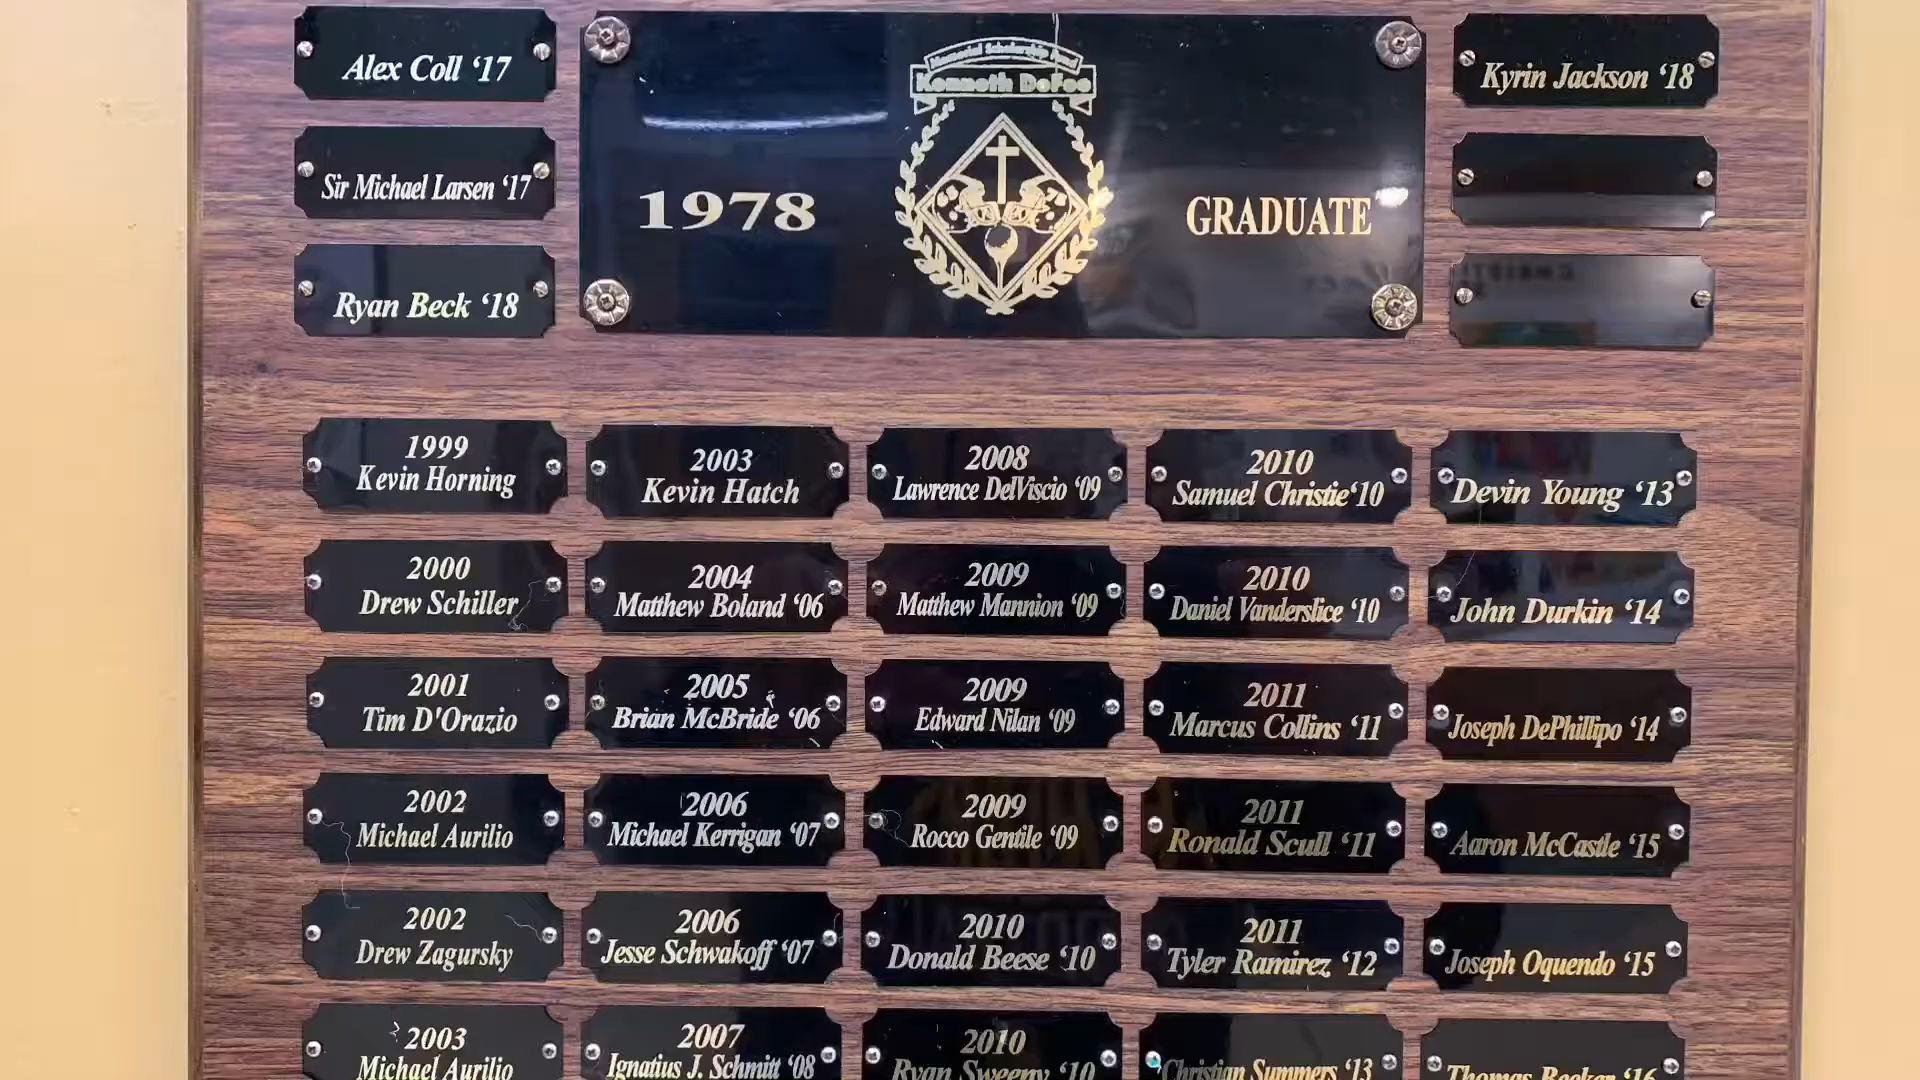 Alex Coll ‘17
Sir Michael Larsen ‘17
Ryan Beck ‘18
Memorial Scholarship Award
Kenneth DeFeo
1978
GRADUATE
Kyrin Jackson ‘18
1999
Kevin Horning
2003
Kevin Hatch
2008
Lawrence DelViscio ‘09
2010
Samuel Christie‘10
Devin Young ‘13
2000
Drew Schiller
2004
Matthew Boland ‘06
2009
Matthew Mannion ‘09
2010
Daniel Vanderslice ‘10
John Durkin ‘14
2001
Tim D'Orazio
2005
Brian McBride ‘06
2009
Edward Nilan ‘09
2011
Marcus Collins ‘11
Joseph DePhillipo ‘14
2002
Michael Aurilio
2006
Michael Kerrigan ‘07
2009
Rocco Gentile ‘09
2011
Ronald Scull ‘11
Aaron McCastle ‘15
2002
Drew Zagursky
2006
Jesse Schwakoff ‘07
2010
Donald Beese ‘10
2011
Tyler Ramirez ‘12
Joseph Oquendo ‘15
2003
Michael Aurilio
2007
Ignatius J. Schmitt ‘08
2010
Ryan Sweeny ‘10
Christian Summers ‘13
Thomas ‘16